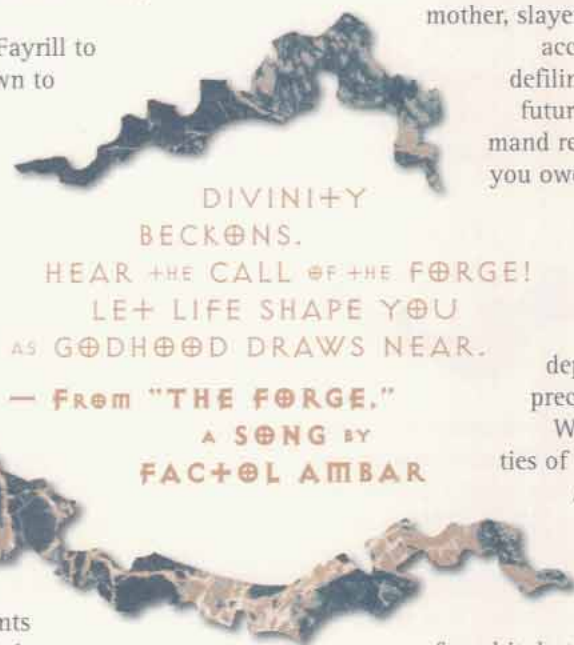 Fayrill to
wn to
mother, slayer
acc
defilin
futur
mand re
you owe
DIVINITY
BECKONS.
HEAR THE CALL OF THE FORGE!
LET LIFE SHAPE YOU
AS GODHOOD DRAWS NEAR.
— FROM "THE FORGE,"
A SONG BY
FACTOL AMBAR
dep
prec
W
ties of
nts